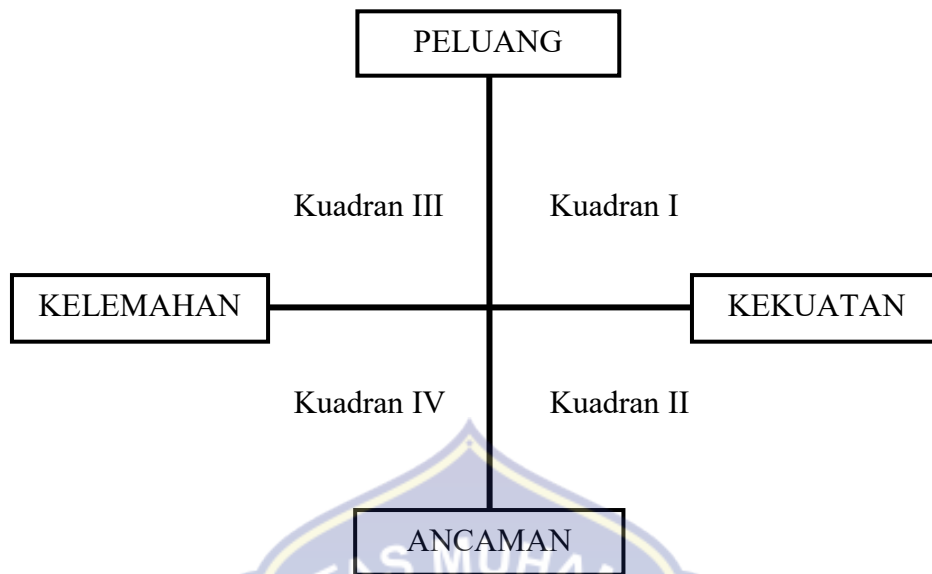 PELUANG
Kuadran III
Kuadran I
KELEMAHAN
KEKUATAN
Kuadran IV
Kuadran II
ANCAMAN